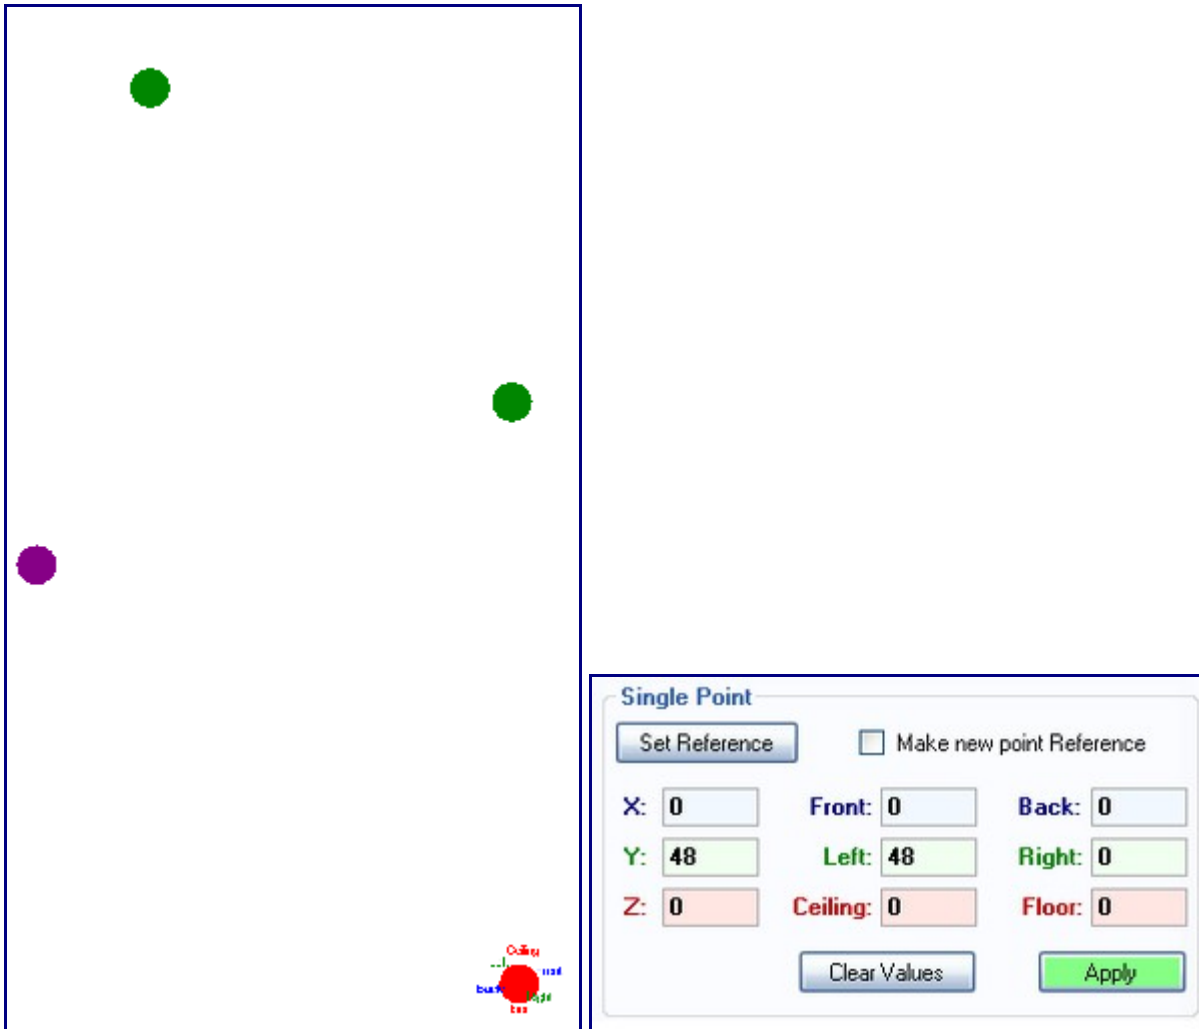 Single Point
Set Reference
Make new point Reference
X: 0 Front: 0 Back: 0
Y: 48 Left: 48 Right: 0
Z: 0 Ceiling: 0 Floor: 0
Clear Values Apply
Ceiling